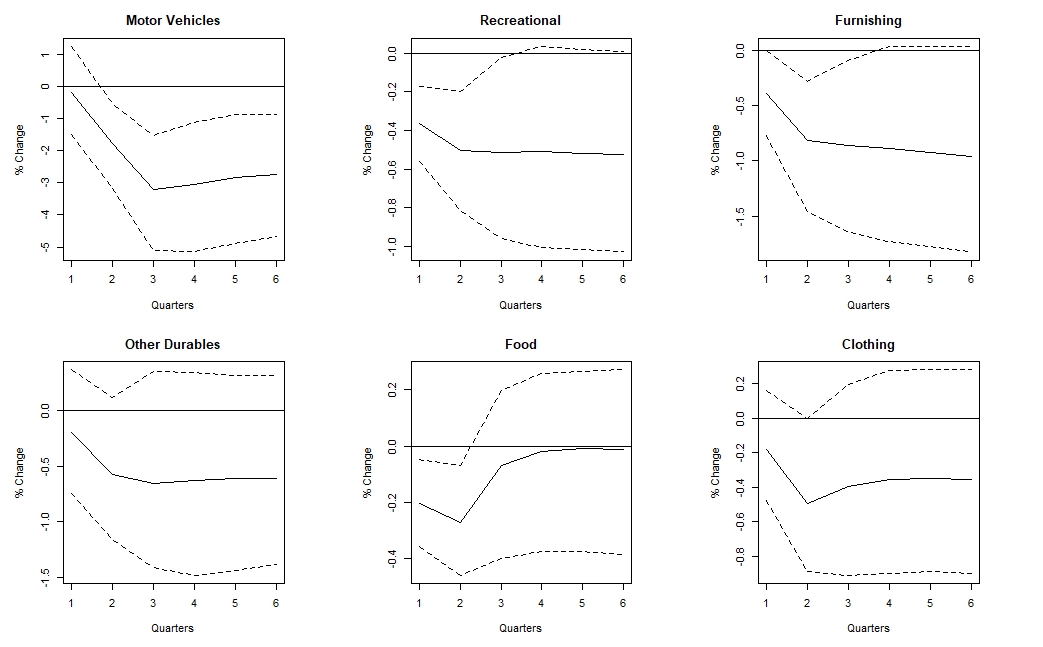 Motor Vehicles
% Change
1
0
-1
-2
-3
-4
-5
1 2 3 4 5 6
Quarters
Recreational
% Change
0.0
-0.2
-0.4
-0.6
-0.8
-1.0
1 2 3 4 5 6
Quarters
Furnishing
% Change
0.0
-0.5
-1.0
-1.5
1 2 3 4 5 6
Quarters
Other Durables
% Change
0.0
-0.5
-1.0
-1.5
1 2 3 4 5 6
Quarters
Food
% Change
0.2
0.0
-0.2
-0.4
1 2 3 4 5 6
Quarters
Clothing
% Change
0.2
0.0
-0.2
-0.4
-0.6
-0.8
1 2 3 4 5 6
Quarters